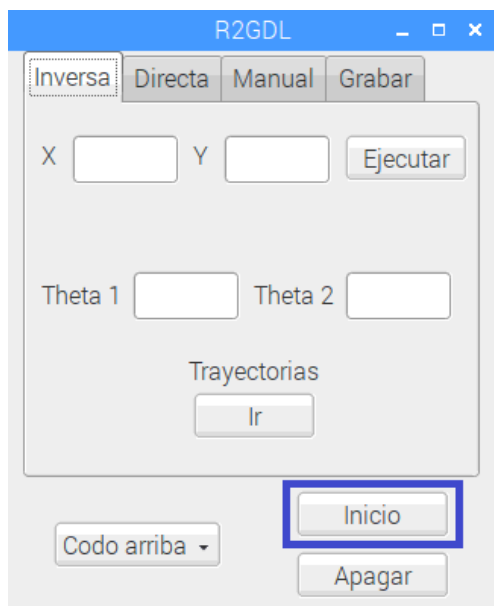 R2GDL
Inversa Directa Manual Grabar
X Y Ejecutar
Theta 1 Theta 2
Trayectorias
Ir
Inicio
Codo arriba
Apagar